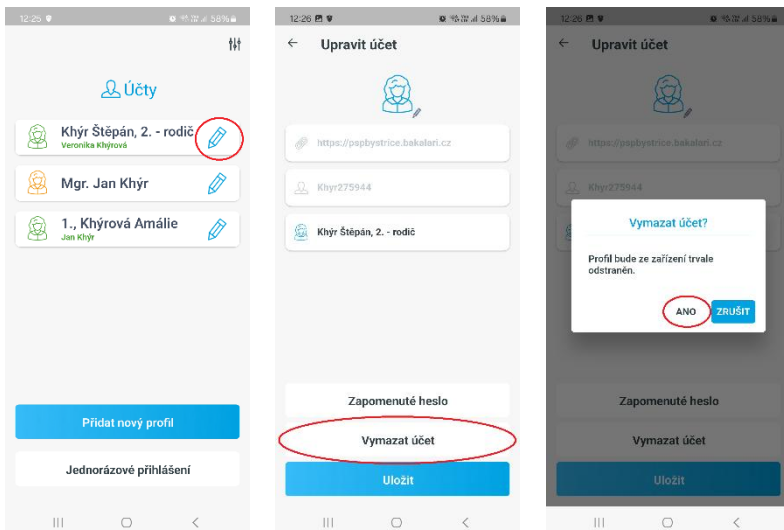 12:25
58%
Účty
Khýr Štěpán, 2. - rodič
Veronika Khýrová
Mgr. Jan Khýr
1., Khýrová Amálie
Jan Khýr
Přidat nový profil
Jednorázové přihlášení
12:26
58%
Upravit účet
https://pspbystrice.bakalari.cz
Khyr275944
Khýr Štěpán, 2. - rodič
Zapomenuté heslo
Vymazat účet
Uložit
12:26
58%
Upravit účet
https://pspbystrice.bakalari.cz
Khyr275944
Vymazat účet?
Profil bude ze zařízení trvale
odstraněn.
ANO
ZRUŠIT
Zapomenuté heslo
Vymazat účet
Uložit